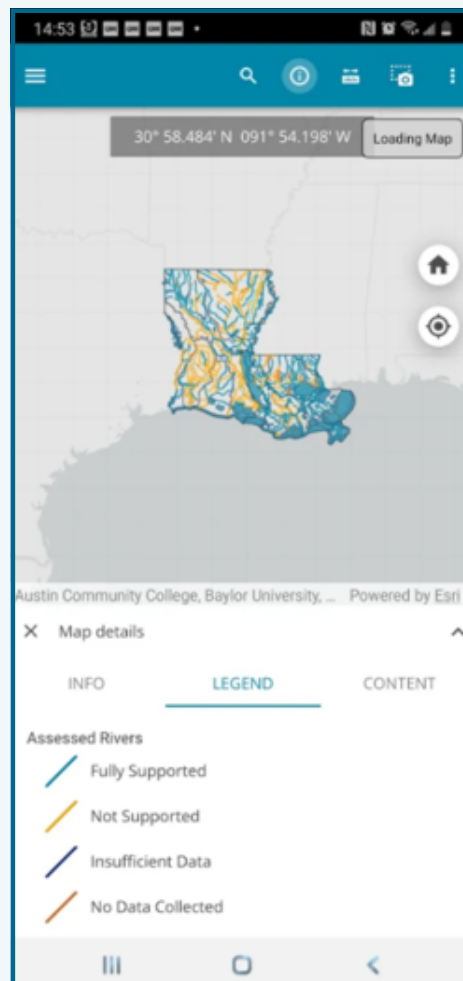 14:53
30° 58.484' N 091° 54.198' W
Loading Map
Austin Community College, Baylor University, ... Powered by Esri
Map details
INFO LEGEND CONTENT
Assessed Rivers
Fully Supported
Not Supported
Insufficient Data
No Data Collected